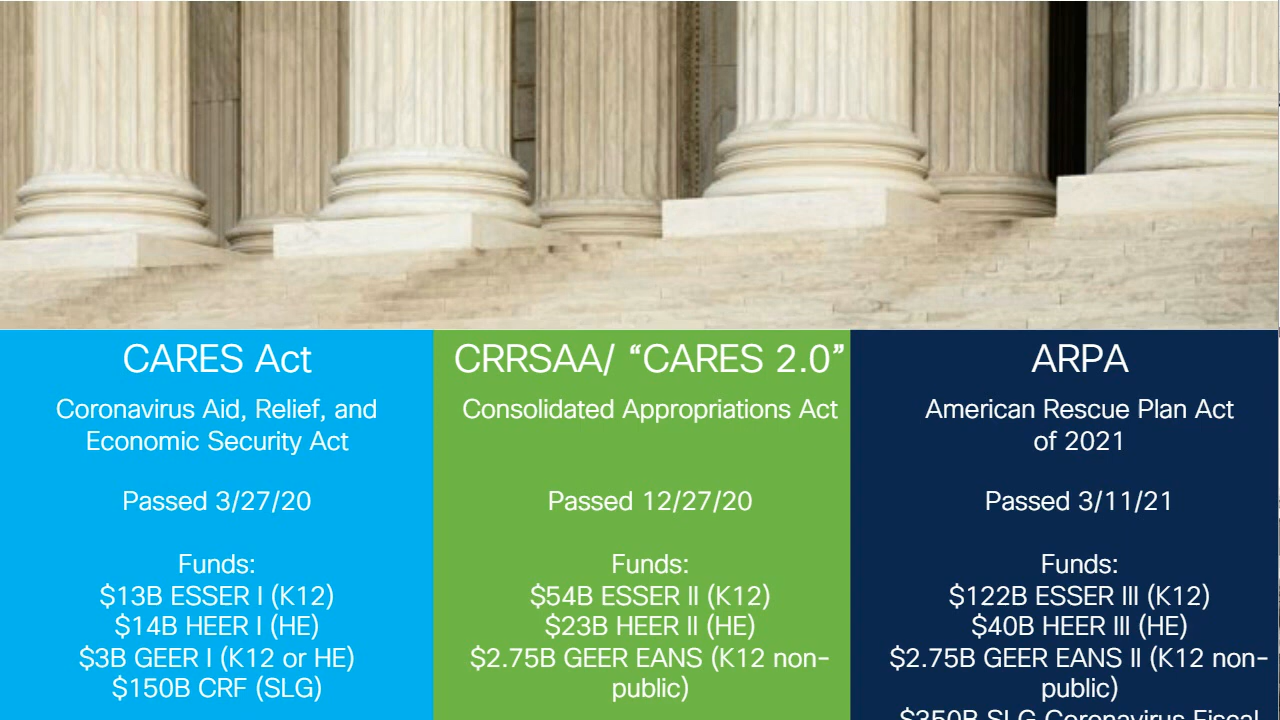 CARES Act
Coronavirus Aid, Relief, and
Economic Security Act
Passed 3/27/20
Funds:
$13B ESSER I (K12)
$14B HEER I (HE)
$3B GEER I (K12 or HE)
$150B CRF (SLG)
CRRSAA/ “CARES 2.0”
Consolidated Appropriations Act
Passed 12/27/20
Funds:
$54B ESSER II (K12)
$23B HEER II (HE)
$2.75B GEER EANS (K12 non-
public)
ARPA
American Rescue Plan Act
of 2021
Passed 3/11/21
Funds:
$122B ESSER III (K12)
$40B HEER III (HE)
$2.75B GEER EANS II (K12 non-
public)
$350B SLG Coronavirus Fiscal